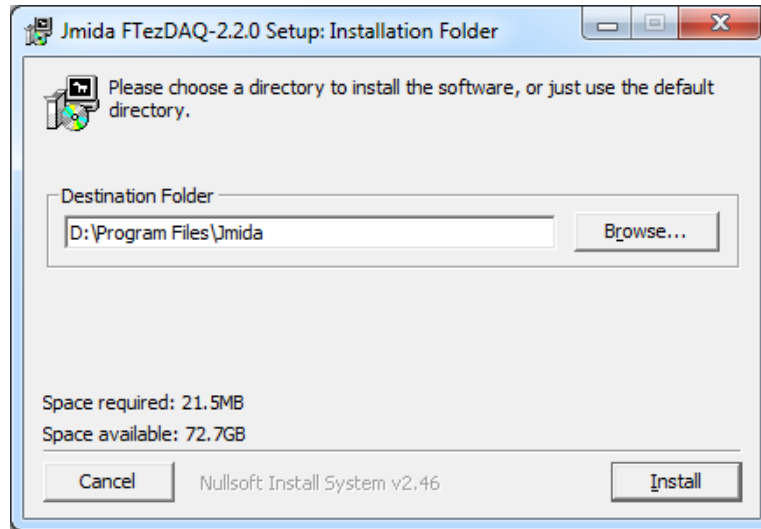 Jmida FTezDAQ-2.2.0 Setup: Installation Folder
Please choose a directory to install the software, or just use the default
directory.
Destination Folder
D:\Program Files\Jmida
Browse...
Space required: 21.5MB
Space available: 72.7GB
Cancel
Nullsoft Install System v2.46
Install